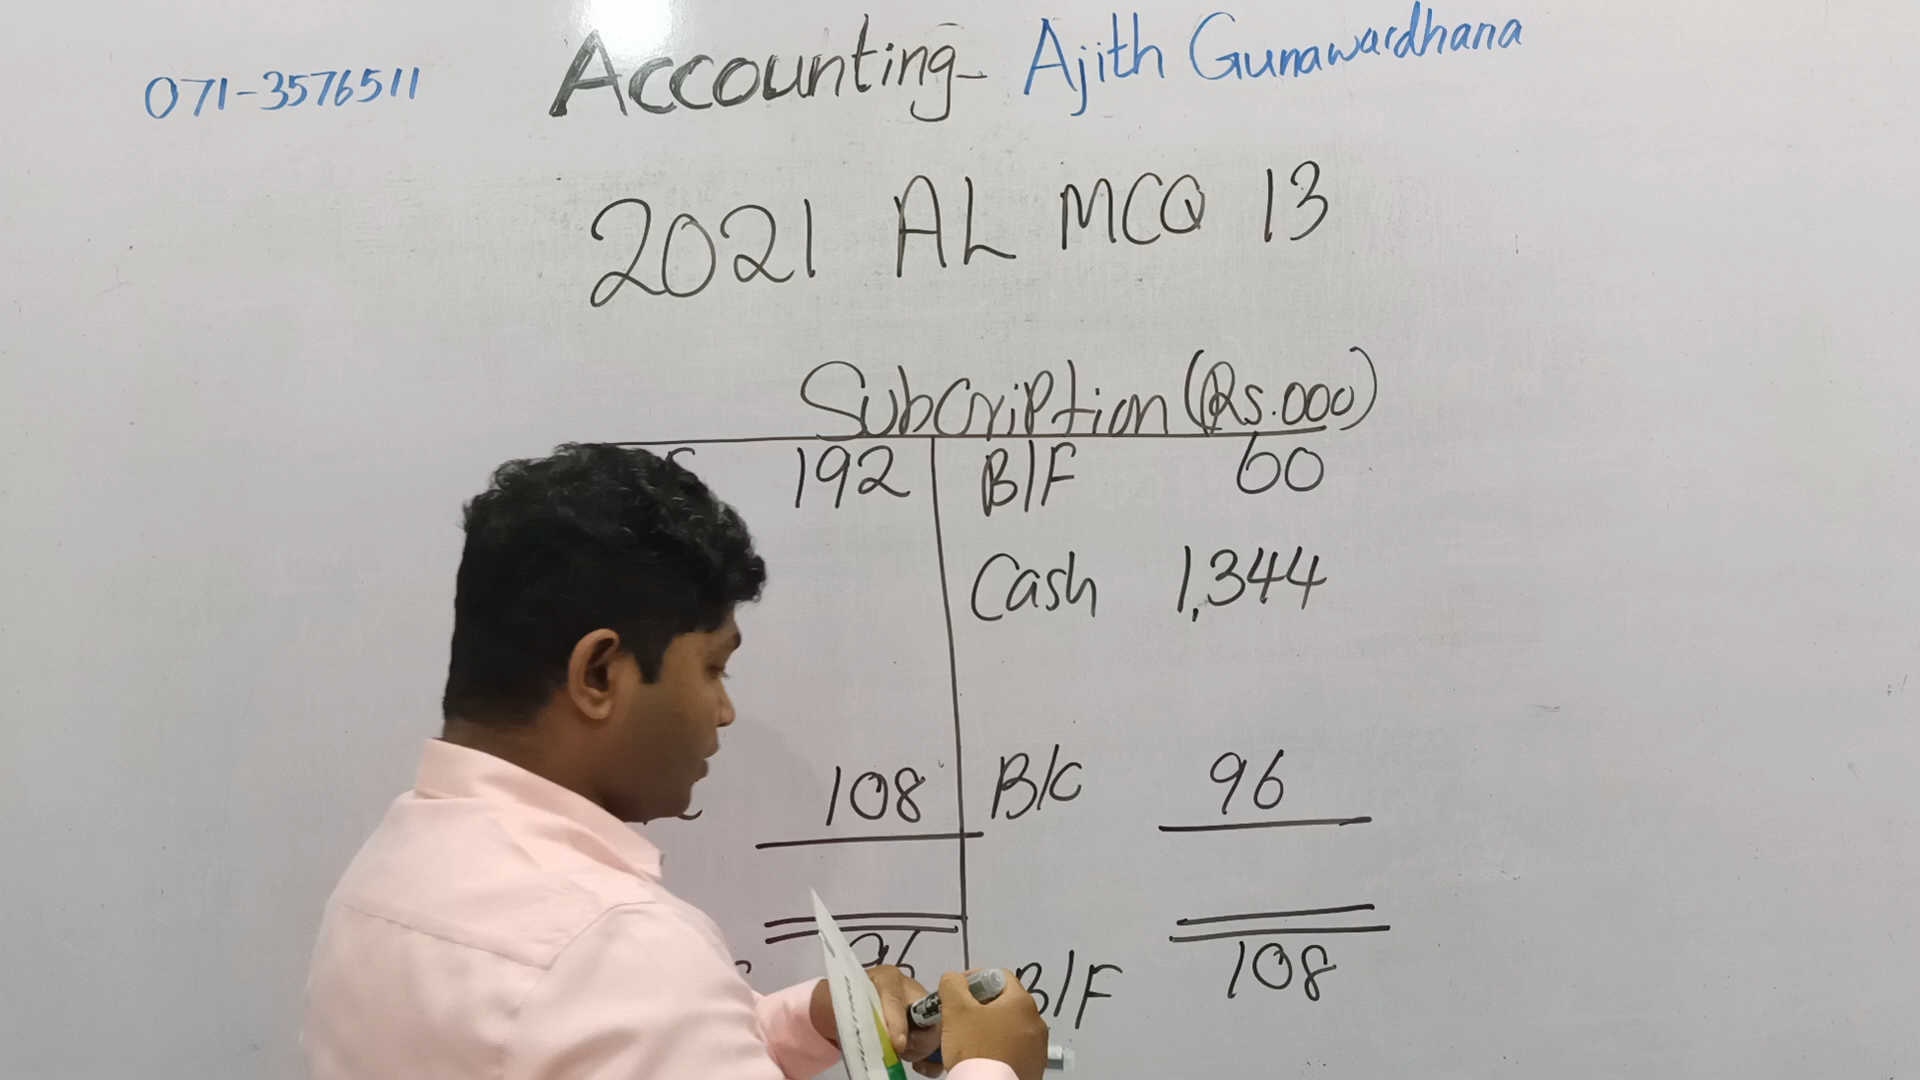 071-3576511 Accounting- Ajith Gunawardhana
2021 AL MCQ 13
Subcription (Rs.000)
192 B/F 60
Cash 1,344
108 B/C 96
96 B/F 108